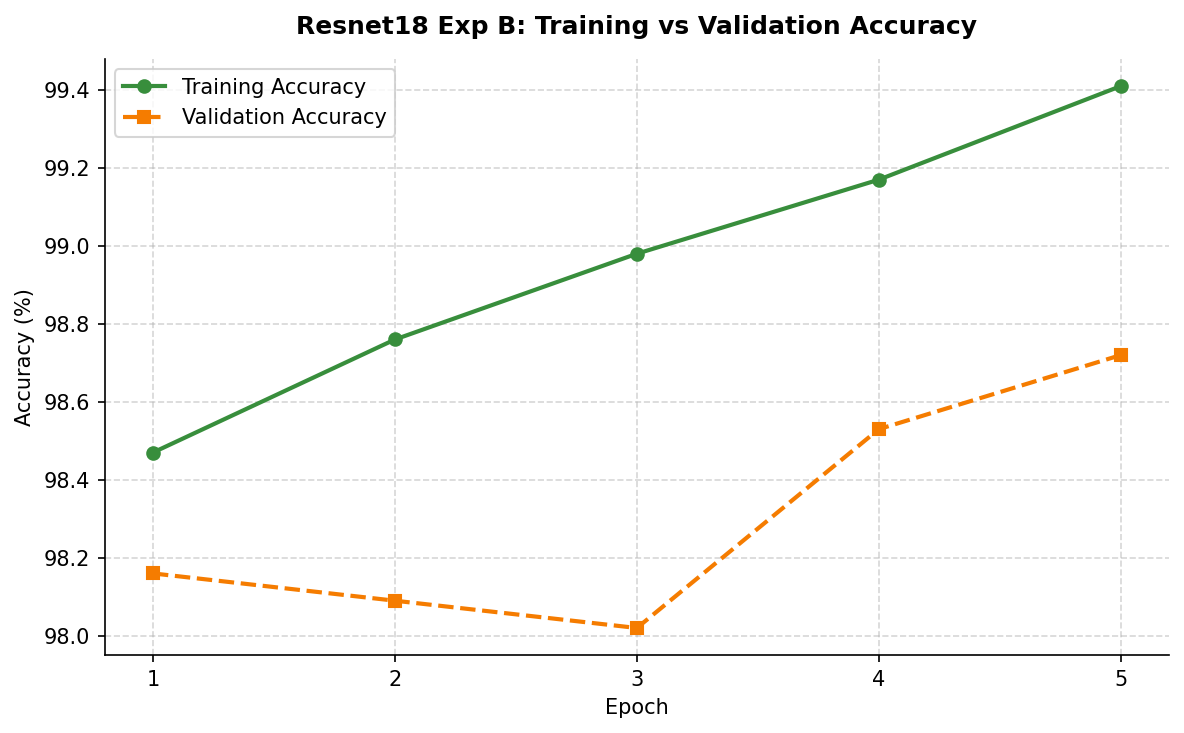 Resnet18 Exp B: Training vs Validation Accuracy
Training Accuracy
Validation Accuracy
99.4
99.2
99.0
98.8
98.6
98.4
98.2
98.0
Accuracy (%)
1 2 3 4 5
Epoch